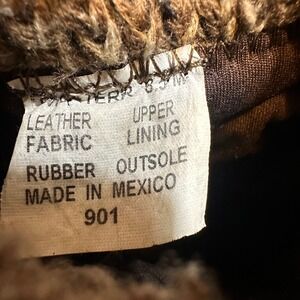 LEATHER UPPER
FABRIC LINING
RUBBER OUTSOLE
MADE IN MEXICO
901